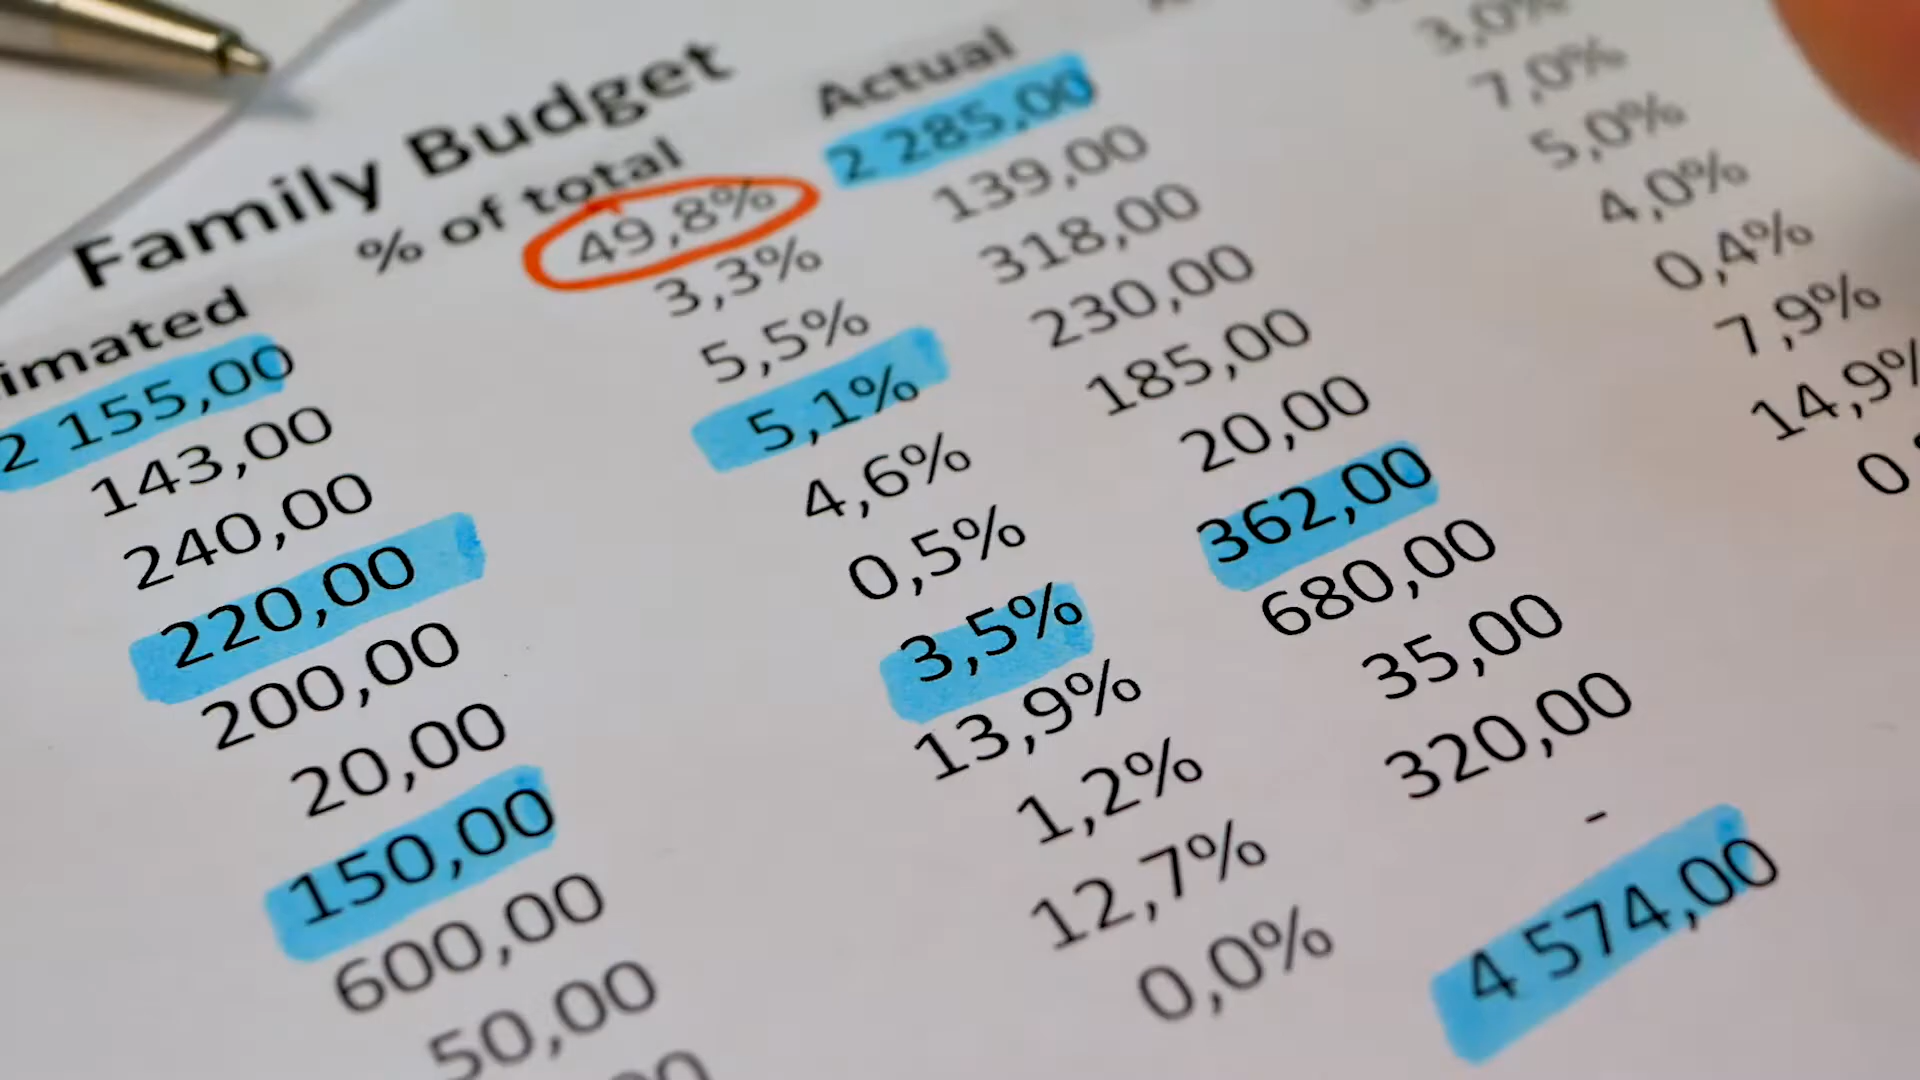 Family Budget
imated % of total Actual
2 155,00 49,8% 2 285,00
143,00 3,3% 139,00 3,0%
240,00 5,5% 318,00 7,0%
220,00 5,1% 230,00 5,0%
200,00 4,6% 185,00 4,0%
20,00 0,5% 20,00 0,4%
150,00 3,5% 362,00 7,9%
600,00 13,9% 680,00 14,9%
50,00 1,2% 35,00
12,7% 320,00
0,0% -
4 574,00